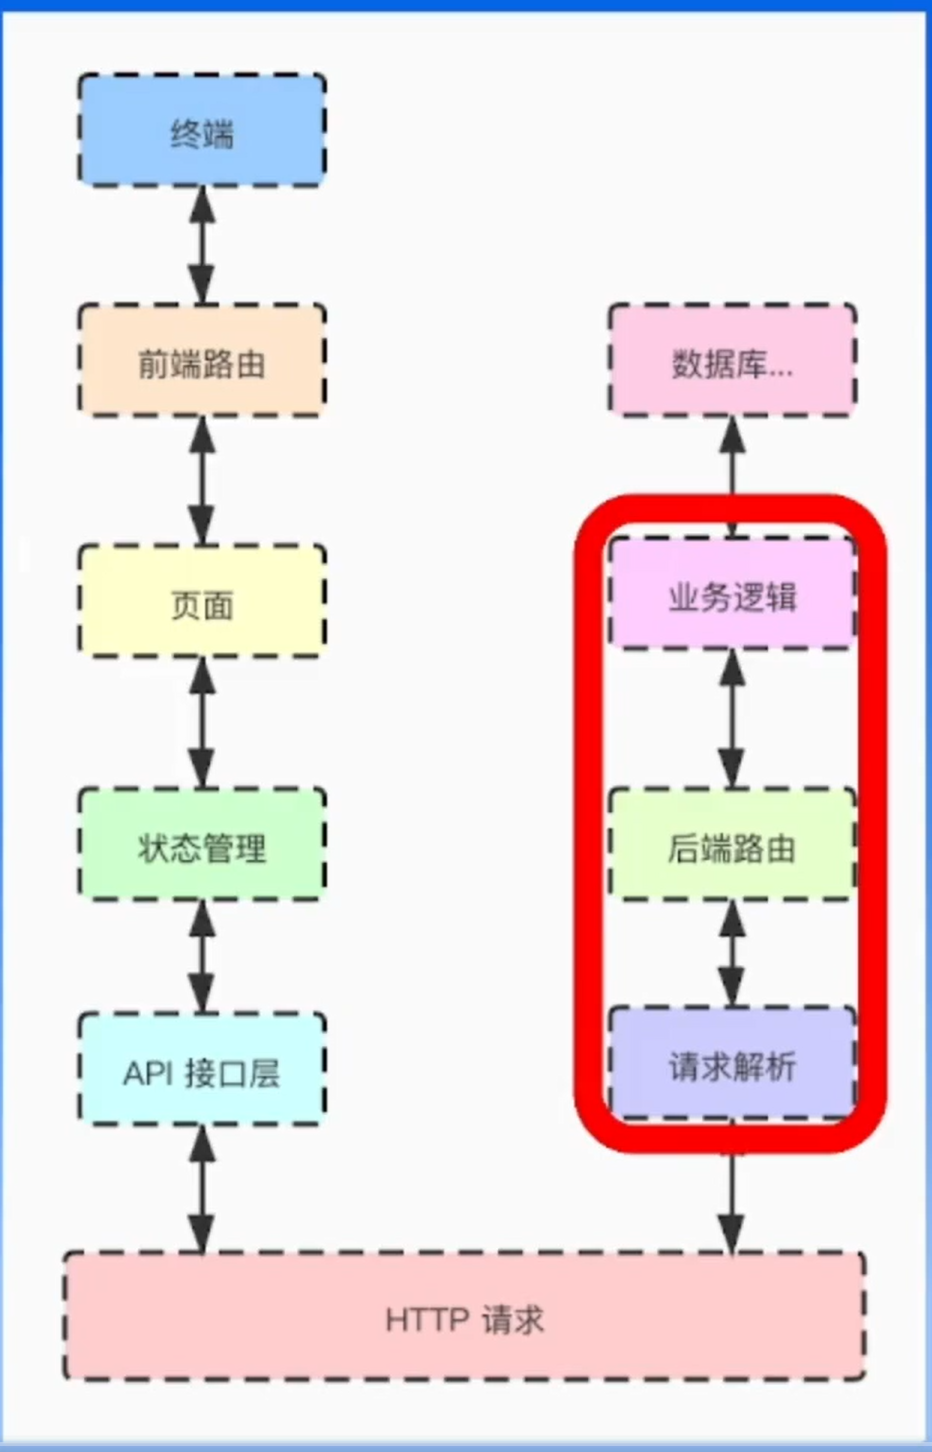 终端
前端路由
页面
状态管理
API 接口层
数据库...
业务逻辑
后端路由
请求解析
HTTP 请求